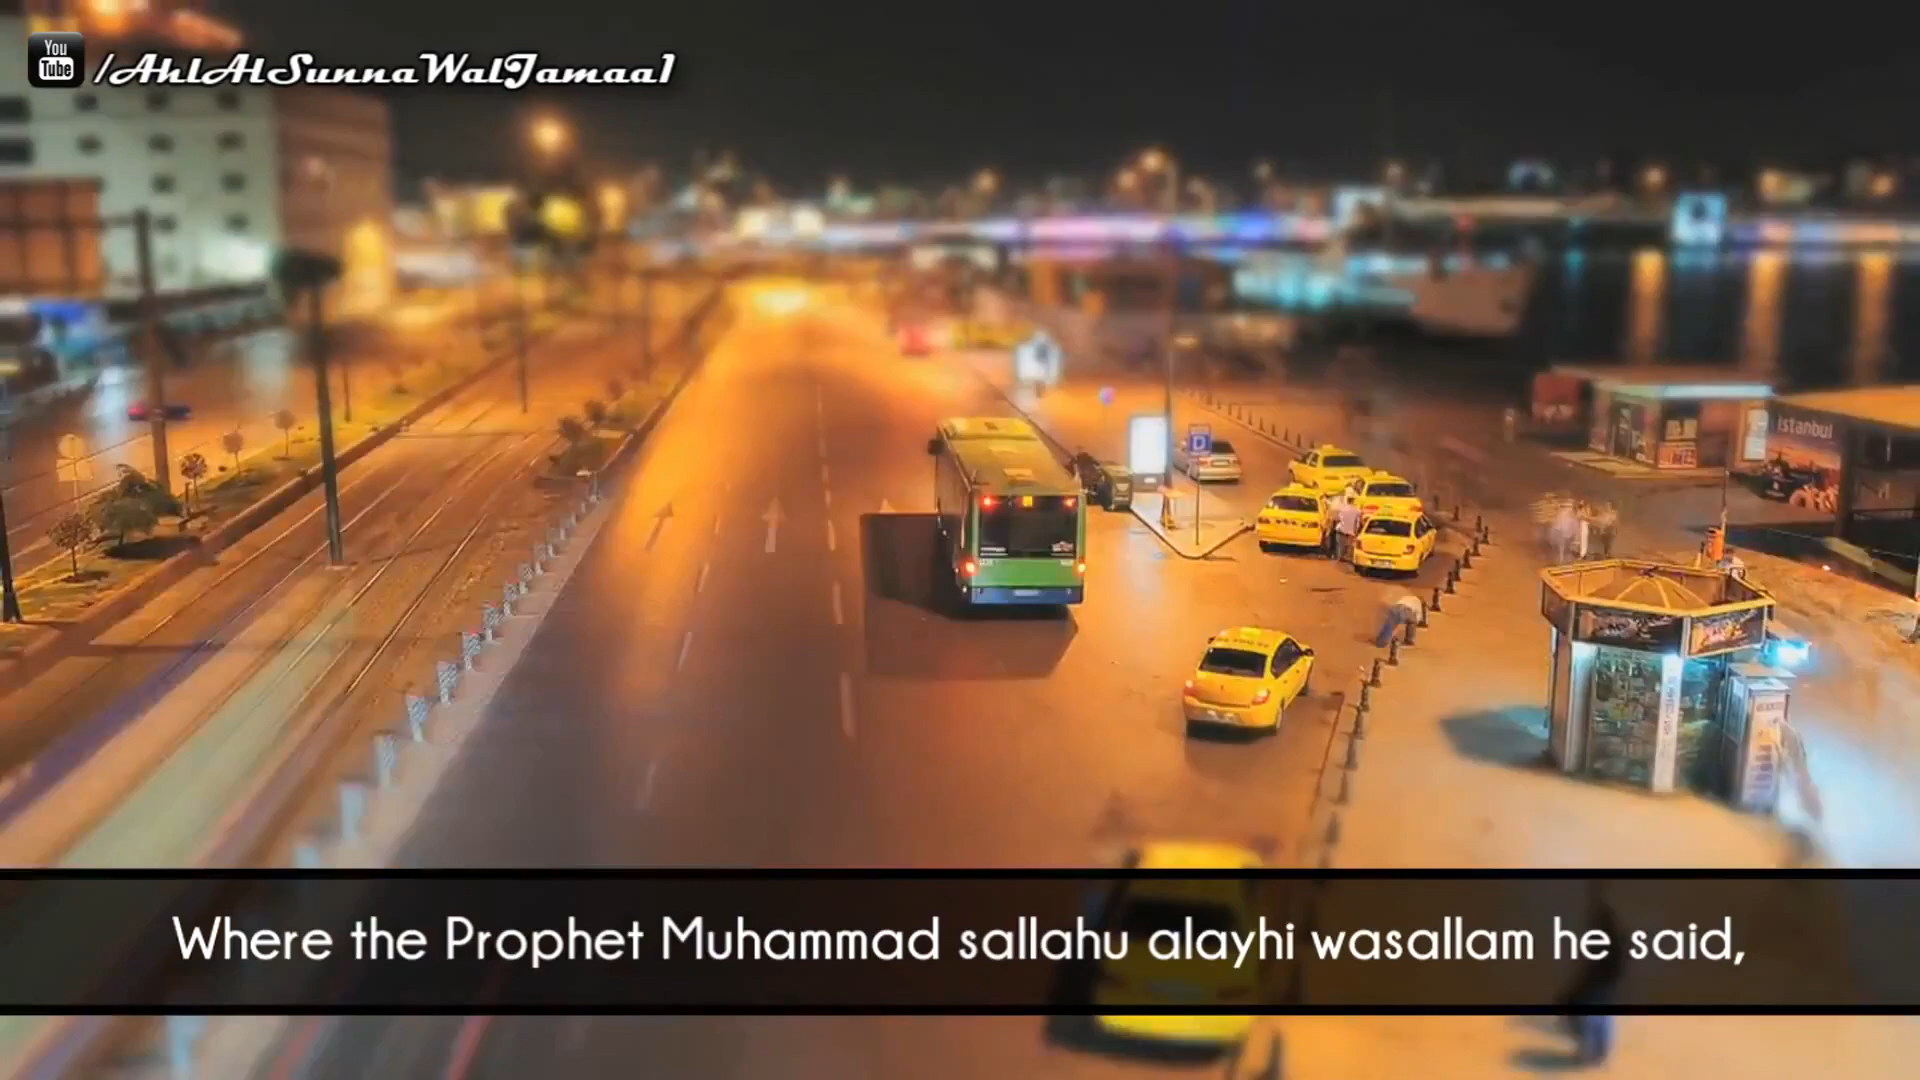 You
Tube
/AhlAlSunnaWalJamaa1
D
istanbul
Where the Prophet Muhammad sallahu alayhi wasallam he said,